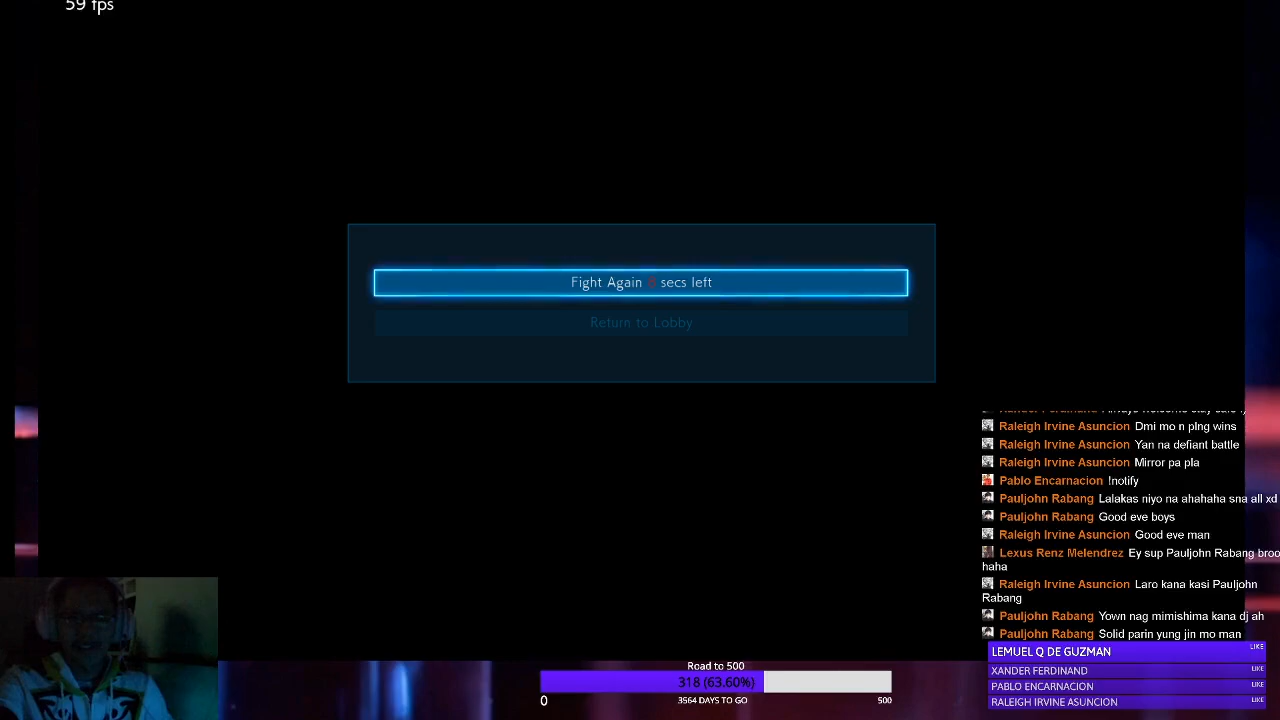 59 fps
Fight Again secs left
Return to Lobby
Raleigh Irvine Asuncion Dmi mo n plng wins
Raleigh Irvine Asuncion Yan na defiant battle
Raleigh Irvine Asuncion Mirror pa pla
Pablo Encarnacion !notify
Pauljohn Rabang Lalakas niyo na ahahaha sna all xd
Pauljohn Rabang Good eve boys
Raleigh Irvine Asuncion Good eve man
Lexus Renz Melendrez Ey sup Pauljohn Rabang broo
haha
Raleigh Irvine Asuncion Laro kana kasi Pauljohn
Rabang
Pauljohn Rabang Yown nag mimishima kana dj ah
Pauljohn Rabang Solid parin yung jin mo man
LEMUEL Q DE GUZMAN LIKE
XANDER FERDINAND LIKE
PABLO ENCARNACION LIKE
RALEIGH IRVINE ASUNCION LIKE
Road to 500
318 (63.60%)
0 3564 DAYS TO GO 500